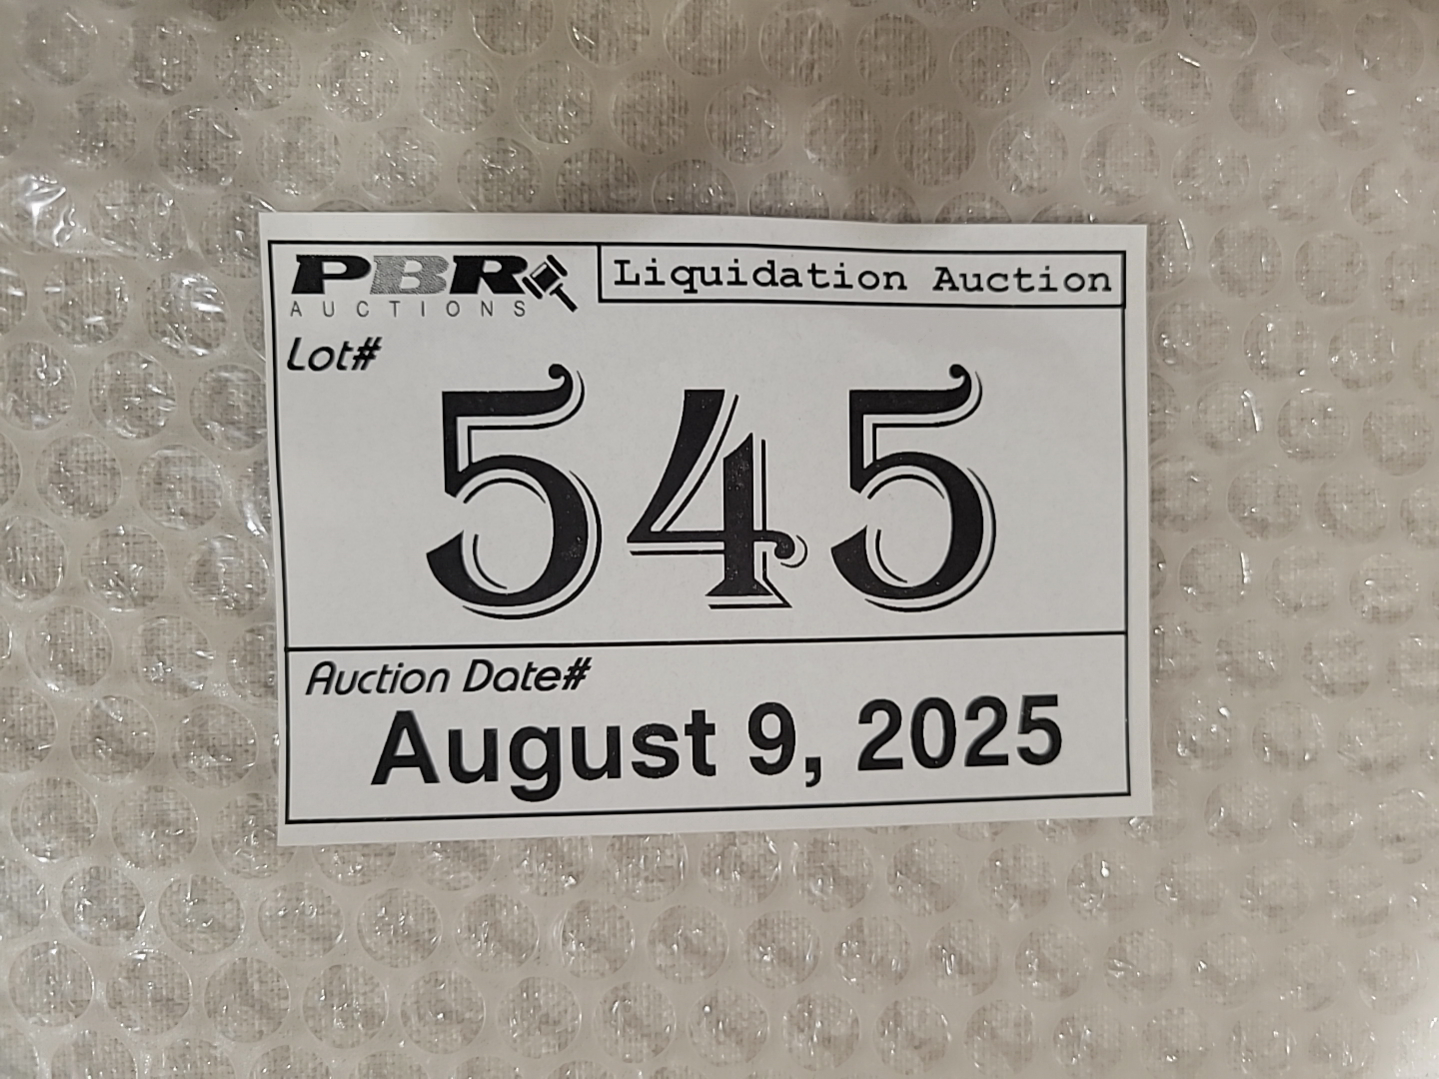 PBR
AUCTIONS
Liquidation Auction
Lot#
545
Auction Date#
August 9, 2025